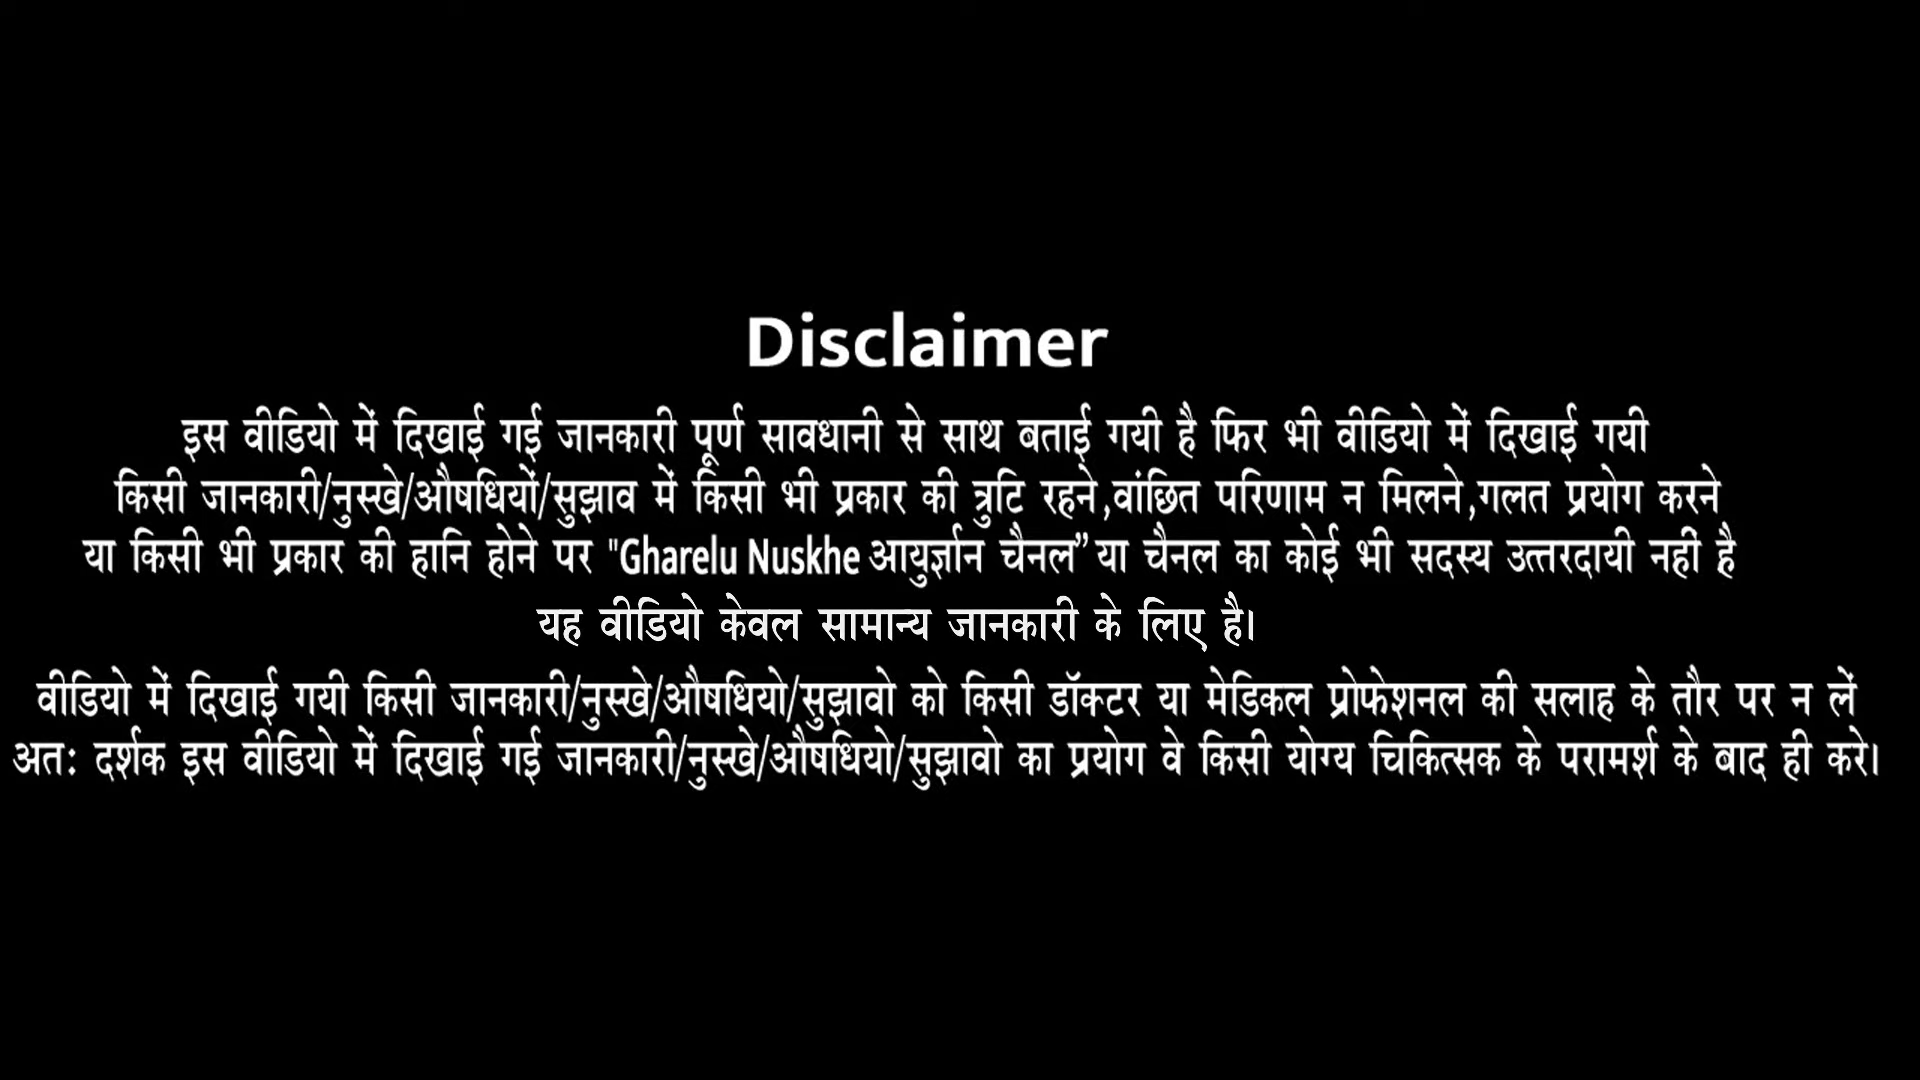 Disclaimer
इस वीडियो में दिखाई गई जानकारी पूर्ण सावधानी से साथ बताई गयी है फिर भी वीडियो में दिखाई गयी
किसी जानकारी/नुस्खे/औषधियों/सुझाव में किसी भी प्रकार की त्रुटि रहने,वांछित परिणाम न मिलने,गलत प्रयोग करने
या किसी भी प्रकार की हानि होने पर "Gharelu Nuskhe आयुर्ज्ञान चैनल” या चैनल का कोई भी सदस्य उत्तरदायी नही है
यह वीडियो केवल सामान्य जानकारी के लिए है।
वीडियो में दिखाई गयी किसी जानकारी/नुस्खे/औषधियो/सुझावो को किसी डॉक्टर या मेडिकल प्रोफेशनल की सलाह के तौर पर न लें
अतः दर्शक इस वीडियो में दिखाई गई जानकारी/नुस्खे/औषधियो/सुझावो का प्रयोग वे किसी योग्य चिकित्सक के परामर्श के बाद ही करे।